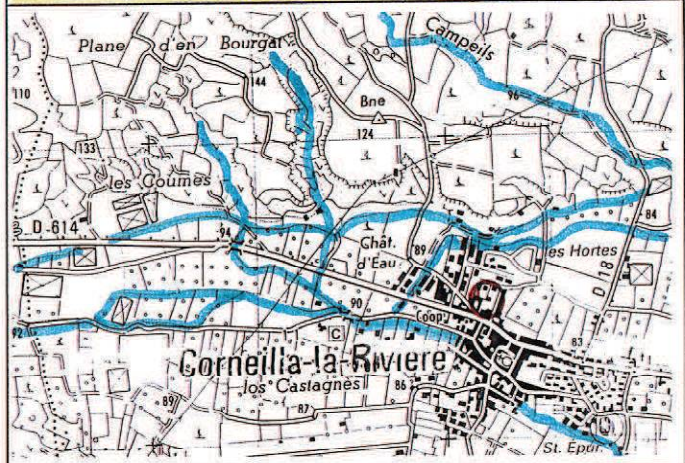 Plane d'en Bourgat
Campeils
110
144
Bne
96
124
133
les Coumes
D-614
94
Chât.
d'Eau
89
84
les Hortes
D 18
90
Coop.
92
C
83
Corneilla-la-Rivière
los Castagnès
86
89
87
St. Epur.